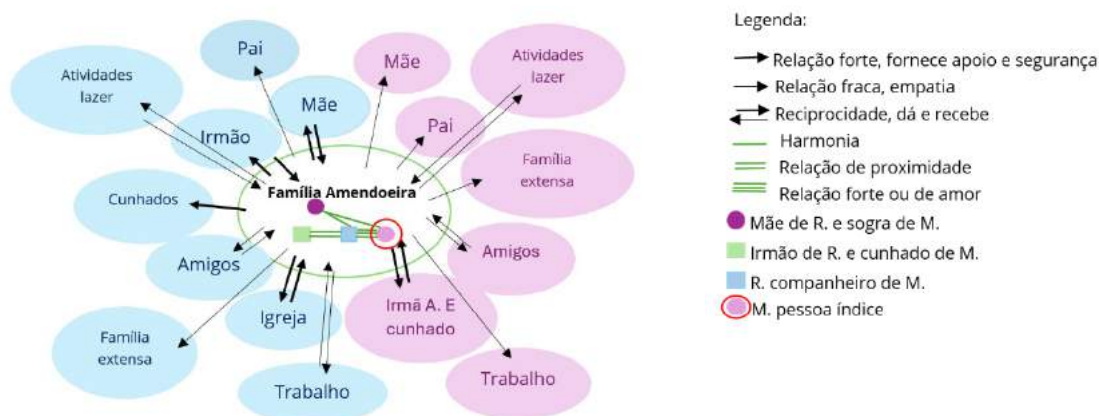 Pai
Mãe
Atividades
lazer
Atividades
lazer
Mãe
Irmão
Pai
Família
extensa
Família Amendoeira
Cunhados
Amigos
Amigos
Igreja
Irmã A. E
cunhado
Família
extensa
Trabalho
Trabalho
Legenda:
Relação forte, fornece apoio e segurança
Relação fraca, empatia
Reciprocidade, dá e recebe
Harmonia
Relação de proximidade
Relação forte ou de amor
Mãe de R. e sogra de M.
Irmão de R. e cunhado de M.
R. companheiro de M.
M. pessoa índice